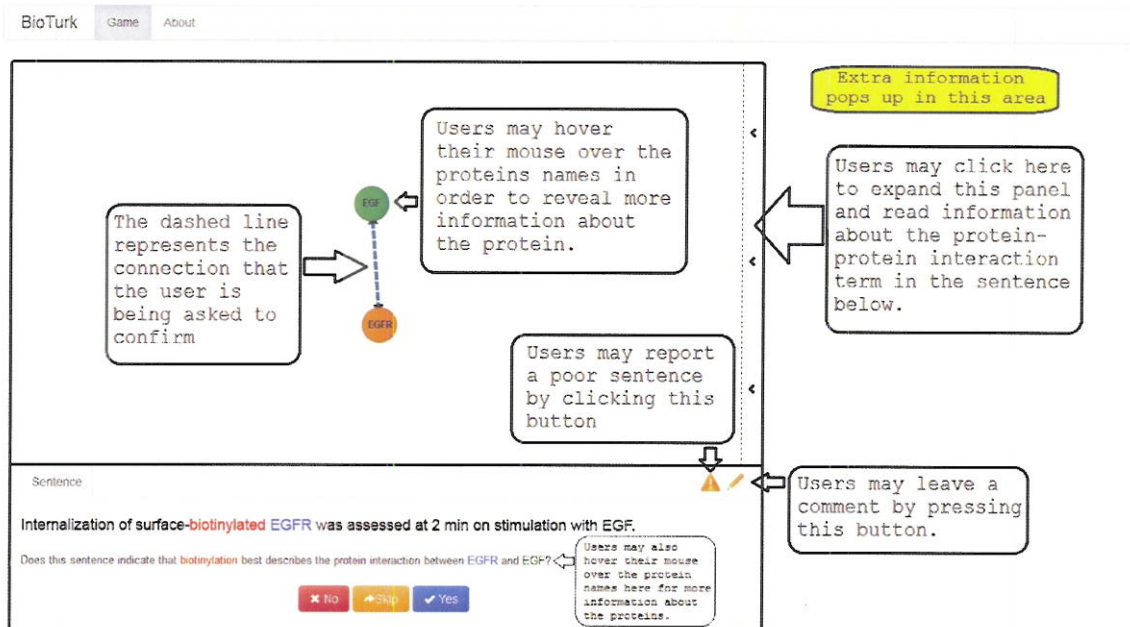 BioTurk Game About
Extra information
pops up in this area
Users may hover
their mouse over the
proteins names in
order to reveal more
information about
the protein.
Users may click here
to expand this panel
and read information
about the protein-
protein interaction
term in the sentence
below.
EGF
The dashed line
represents the
connection that
the user is
being asked to
confirm
EGFR
Users may report
a poor sentence
by clicking this
button
Sentence
Users may leave a
comment by pressing
this button.
Internalization of surface-biotinylated EGFR was assessed at 2 min on stimulation with EGF.
Does this sentence indicate that biotinylation best describes the protein interaction between EGFR and EGF?
Users may also
hover their mouse
over the protein
names here for more
information about
the proteins.
No Skip Yes